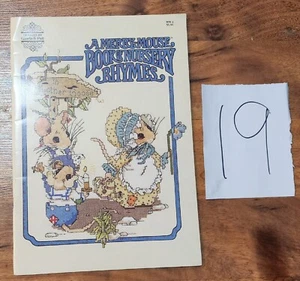 A MERRY-MOUSE
BOOK OF NURSERY
RHYMES
19